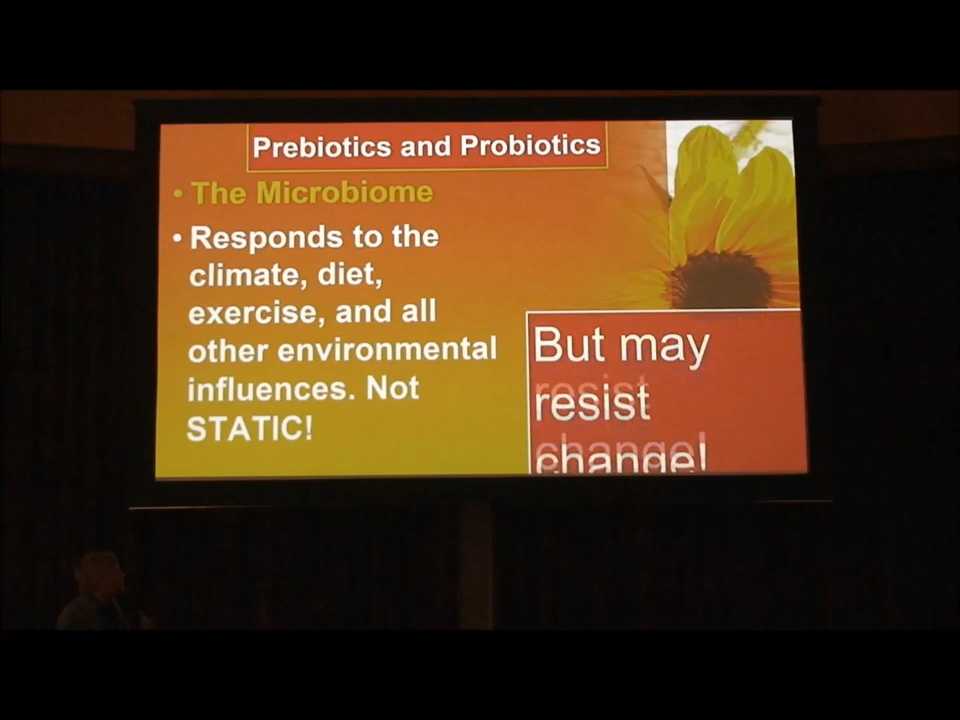 Prebiotics and Probiotics
• The Microbiome
• Responds to the
climate, diet,
exercise, and all
other environmental
influences. Not
STATIC!
But may
resist
change!